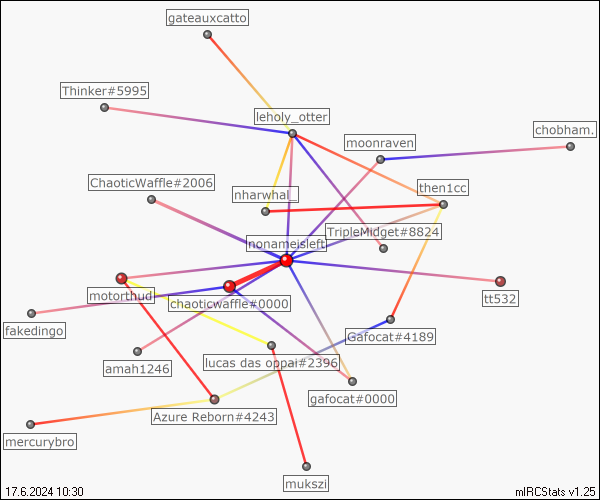 gateauxcatto
Thinker#5995
leholy_otter
chobham.
moonraven
ChaoticWaffle#2006
then1cc
nharwhal_
TripleMidget#8824
nonameisleft
motorthud
chaoticwaffle#0000
tt532
fakedingo
Gafocat#4189
amah1246
lucas das oppai#2396
gafocat#0000
Azure Reborn#4243
mercurybro
mukszi
17.6.2024 10:30
mIRCStats v1.25